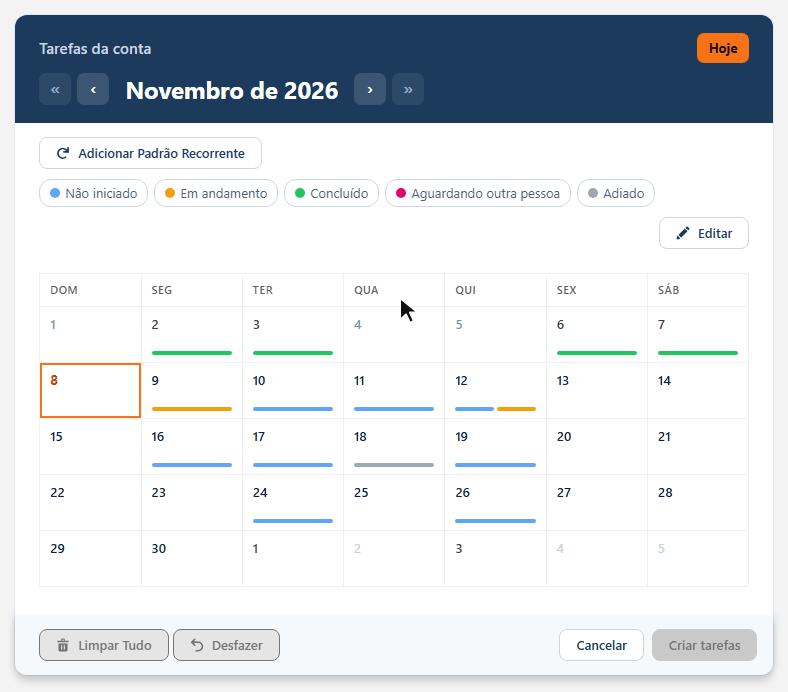 Tarefas da conta
Hoje
« ‹ Novembro de 2026 › »
Adicionar Padrão Recorrente
Não iniciado Em andamento Concluído Aguardando outra pessoa Adiado
Editar
DOM SEG TER QUA QUI SEX SÁB
1 2 3 4 5 6 7
8 9 10 11 12 13 14
15 16 17 18 19 20 21
22 23 24 25 26 27 28
29 30 1 2 3 4 5
Limpar Tudo Desfazer Cancelar Criar tarefas